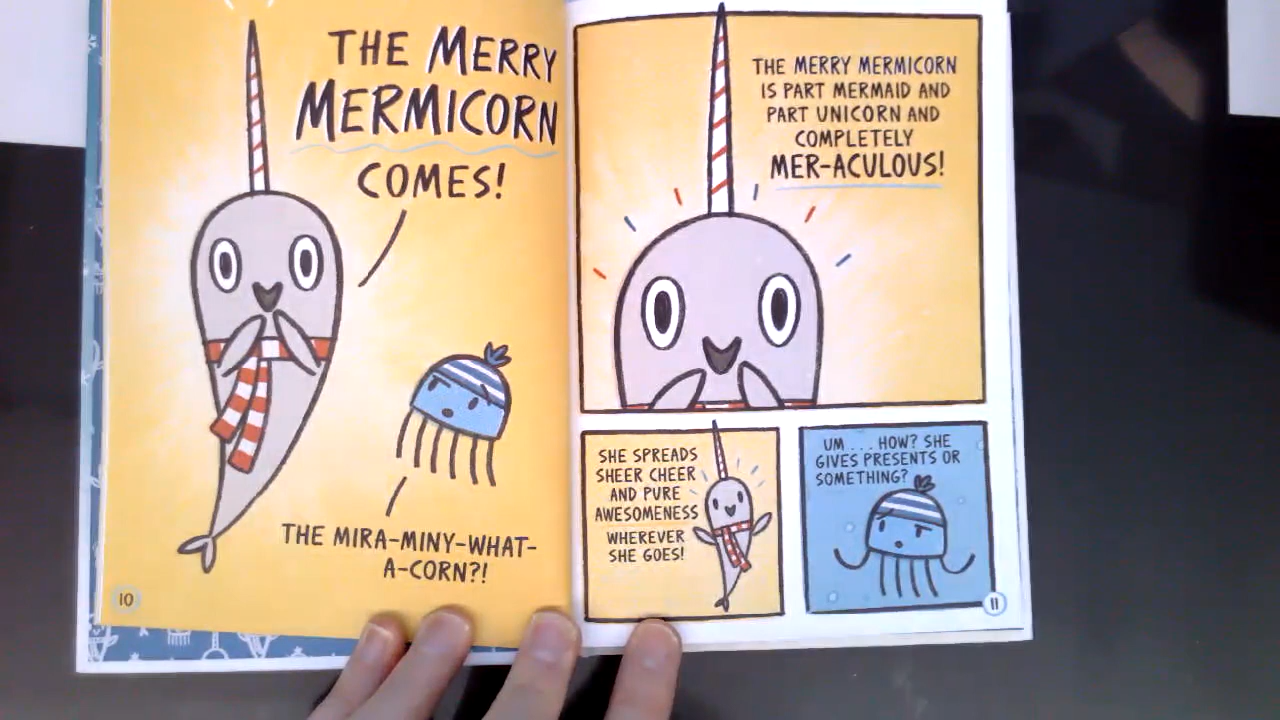 THE MERRY
MERMICORN
COMES!
THE MIRA-MINY-WHAT-
A-CORN?!
10
THE MERRY MERMICORN
IS PART MERMAID AND
PART UNICORN AND
COMPLETELY
MER-ACULOUS!
SHE SPREADS
SHEER CHEER
AND PURE
AWESOMENESS
WHEREVER
SHE GOES!
UM . . . HOW? SHE
GIVES PRESENTS OR
SOMETHING?
11